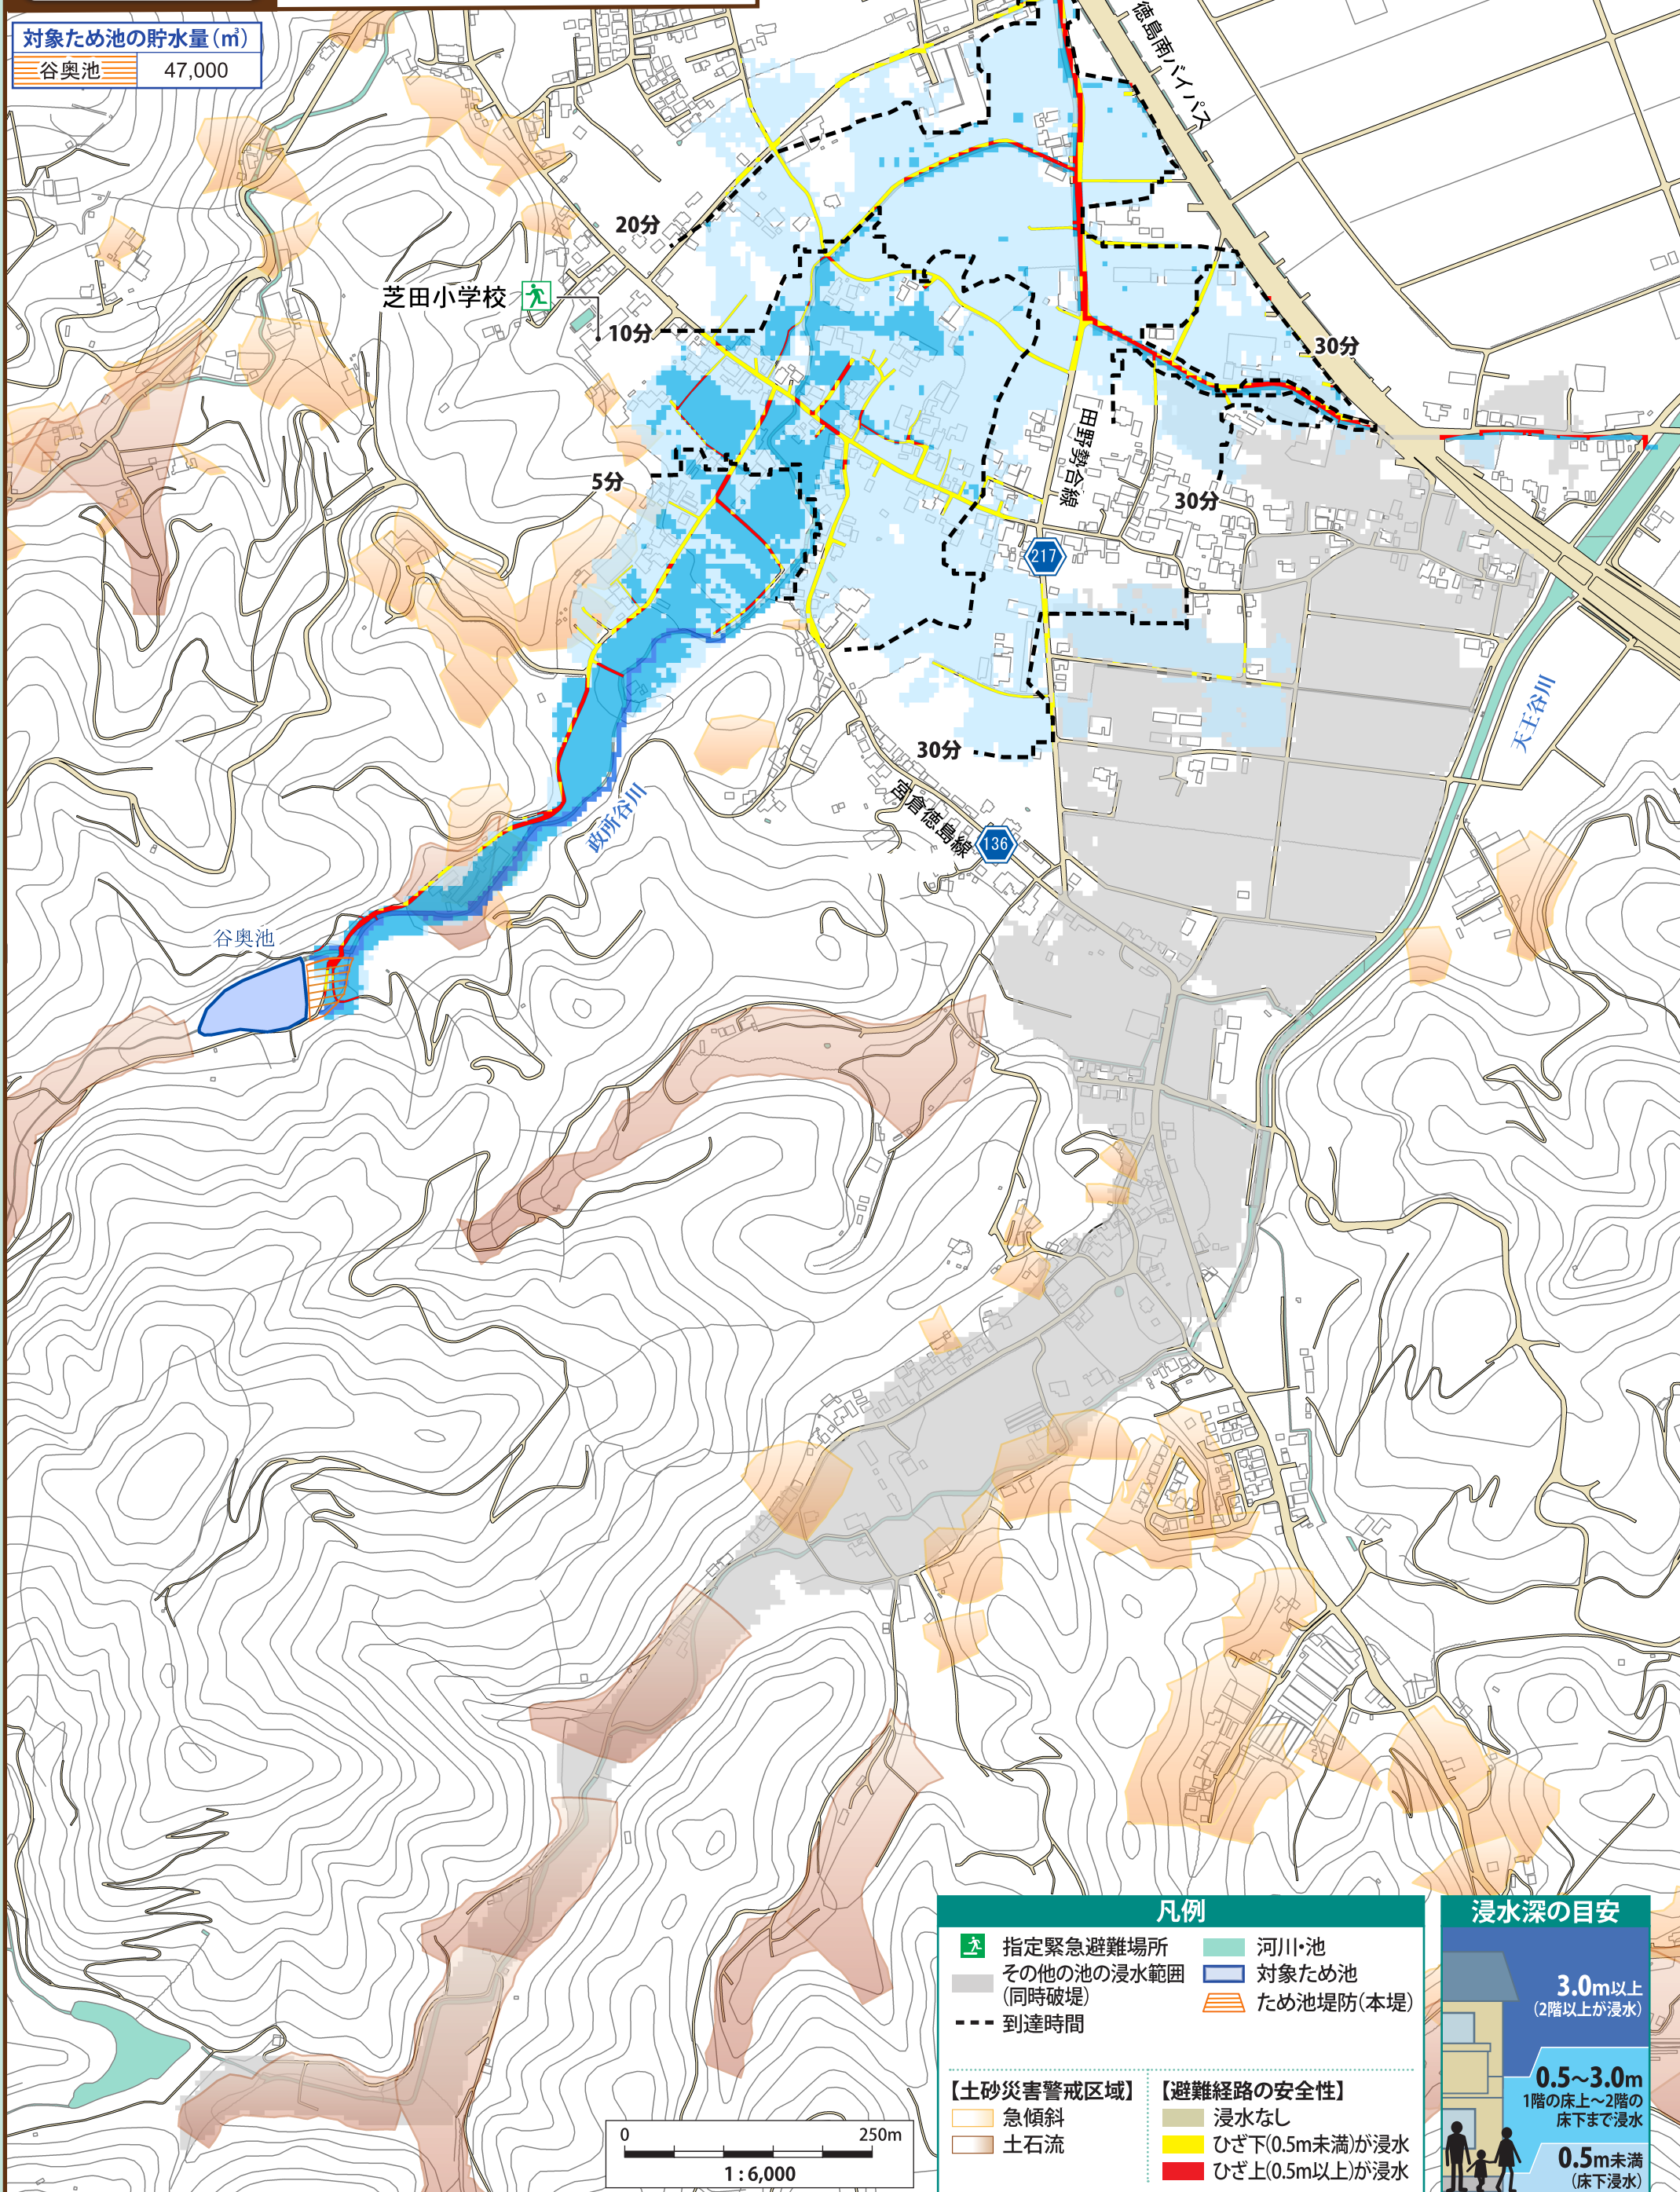 対象ため池の貯水量(㎥)
谷奥池 47,000
徳島南バイパス
20分
芝田小学校
10分
30分
5分
田野勢合線
30分
217
天王谷川
30分
宮倉徳島線
136
政所谷川
谷奥池
凡例
指定緊急避難場所
その他の池の浸水範囲
(同時破堤)
到達時間
河川・池
対象ため池
ため池堤防(本堤)
【土砂災害警戒区域】
急傾斜
土石流
【避難経路の安全性】
浸水なし
ひざ下(0.5m未満)が浸水
ひざ上(0.5m以上)が浸水
浸水深の目安
3.0m以上
(2階以上が浸水)
0.5～3.0m
1階の床上～2階の
床下まで浸水
0.5m未満
(床下浸水)
0 250m
1:6,000